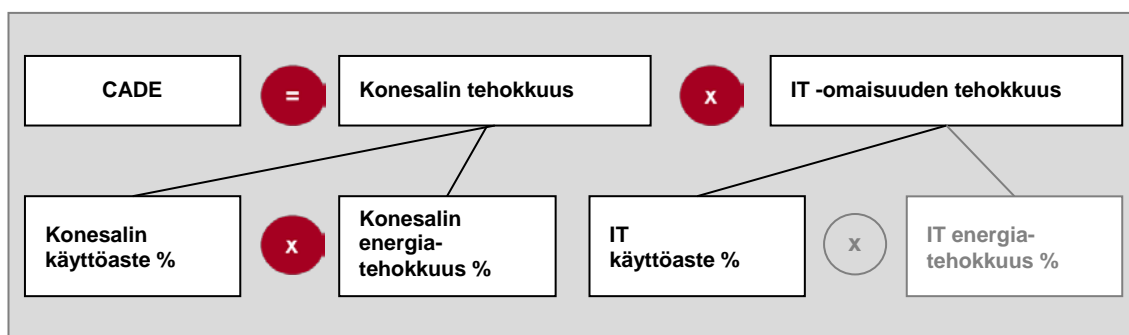 CADE
=
Konesalin tehokkuus
x
IT -omaisuuden tehokkuus
Konesalin
käyttöaste %
x
Konesalin
energia-
tehokkuus %
IT
käyttöaste %
x
IT energia-
tehokkuus %